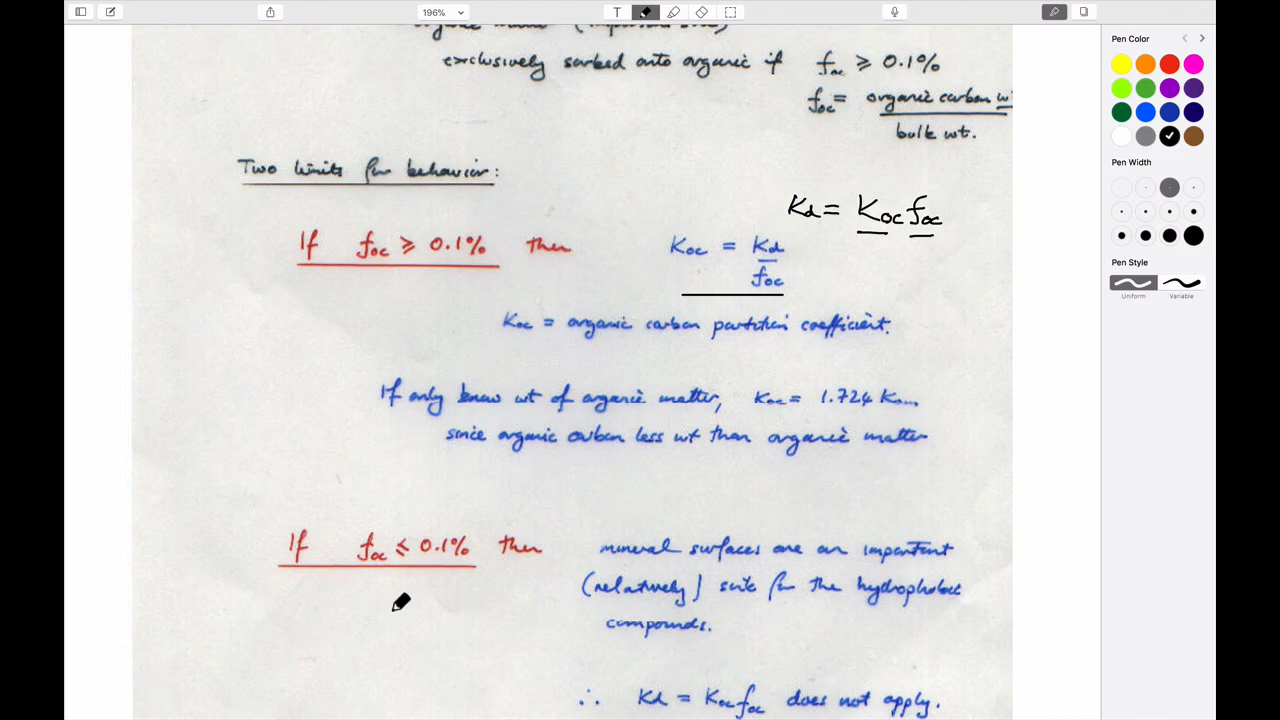 196%
T
Pen Color
exclusively sorbed onto organic if foc ⩾ 0.1%
foc = organic carbon w
bulk wt.
Two limits for behavior:
Kd = Koc foc
If foc ⩾ 0.1% then Koc = Kd
foc
Koc = organic carbon partition coefficient.
If only know wt of organic matter, Koc = 1.724 Kom
since organic carbon less wt than organic matter
If foc ⩽ 0.1% then mineral surfaces are an important
(relatively) site for the hydrophobic
compounds.
∴ Kd = Koc foc does not apply.
Pen Width
Pen Style
Uniform
Variable